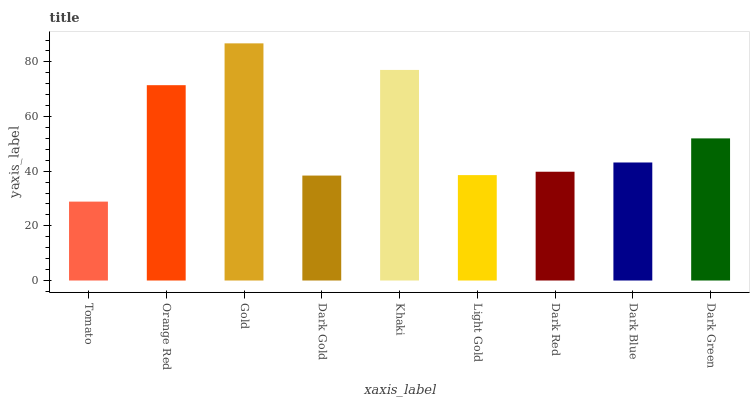 title
yaxis_label
80
60
40
20
0
Tomato
Orange Red
Gold
Dark Gold
Khaki
Light Gold
Dark Red
Dark Blue
Dark Green
xaxis_label